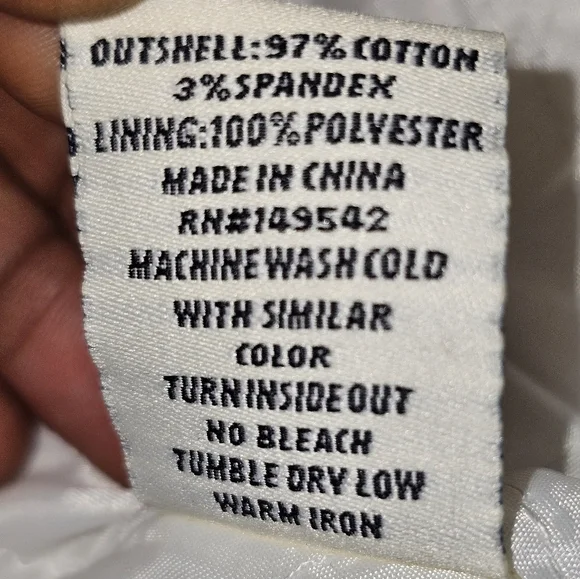 OUTSHELL:97% COTTON
3%SPANDEX
LINING:100%POLYESTER
MADE IN CHINA
RN#149542
MACHINE WASH COLD
WITH SIMILAR
COLOR
TURN INSIDE OUT
NO BLEACH
TUMBLE DRY LOW
WARM IRON